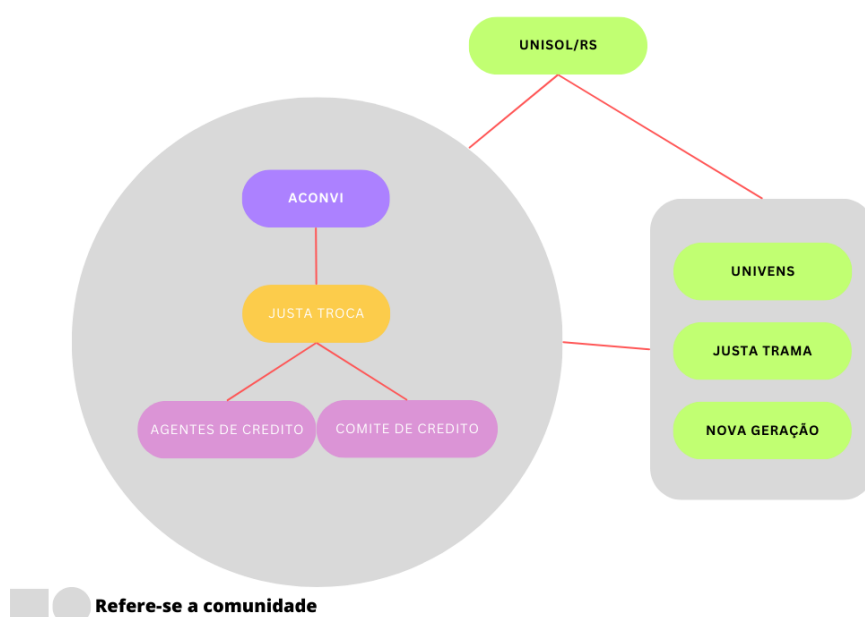 UNISOL/RS
ACONVI
JUSTA TROCA
AGENTES DE CREDITO
COMITE DE CREDITO
UNIVENS
JUSTA TRAMA
NOVA GERAÇÃO
Refere-se a comunidade